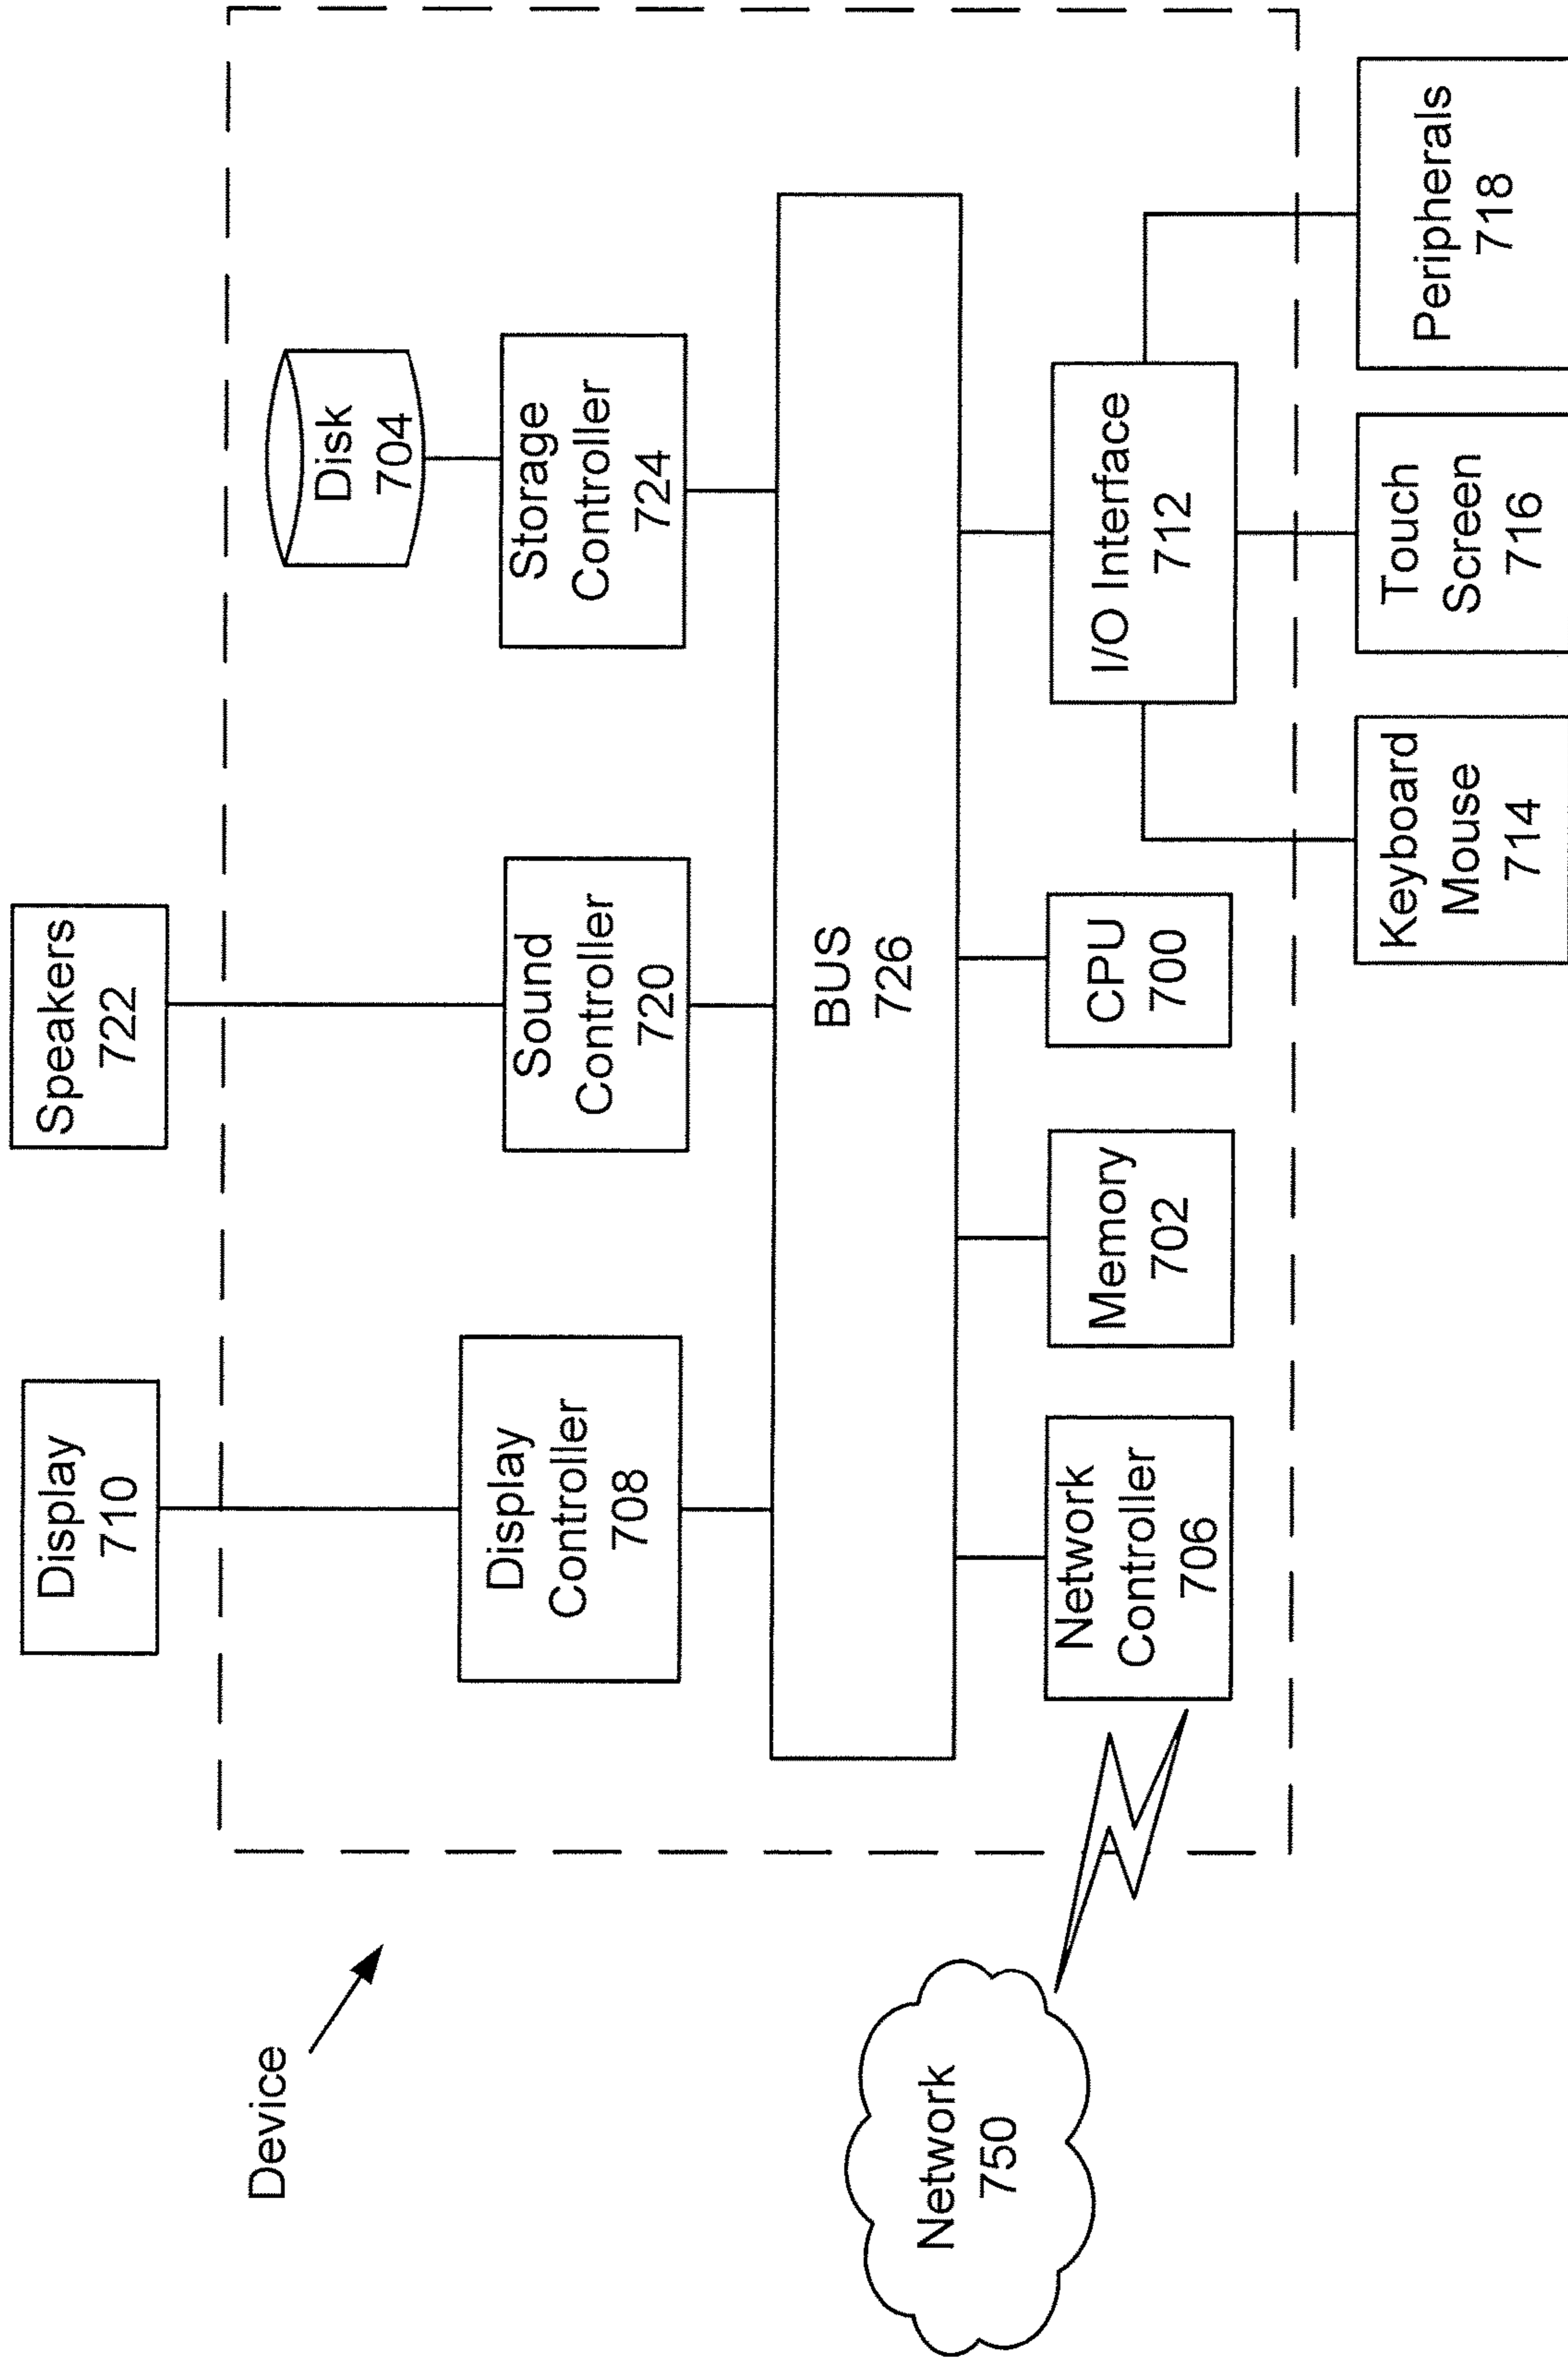 Device
Display
710
Speakers
722
Disk
704
Display
Controller
708
Sound
Controller
720
Storage
Controller
724
BUS
726
Network
750
Network
Controller
706
Memory
702
CPU
700
I/O Interface
712
Keyboard
Mouse
714
Touch
Screen
716
Peripherals
718